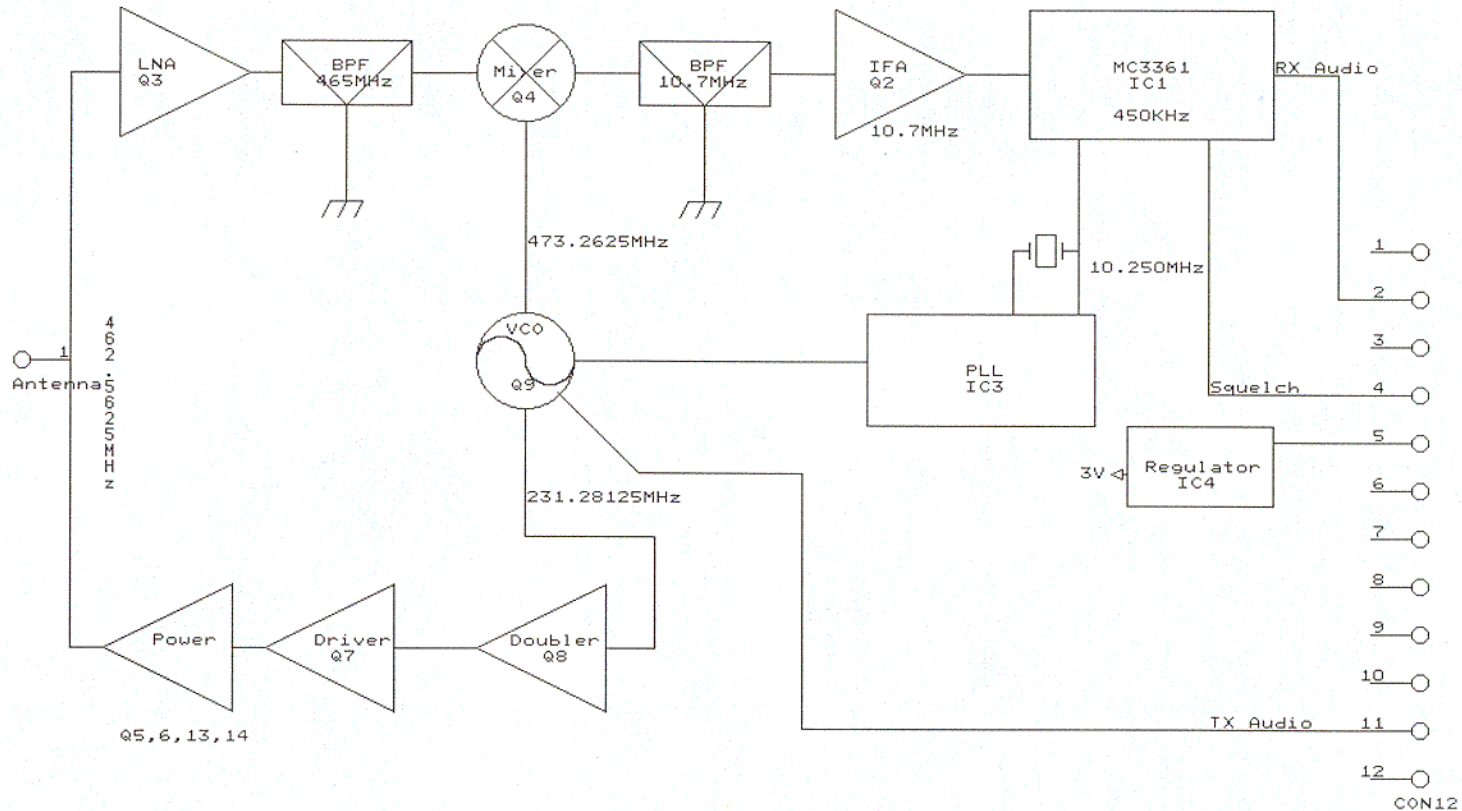 LNA
Q3
BPF
465MHz
Mixer
Q4
BPF
10.7MHz
IFA
Q2
10.7MHz
MC3361
IC1
450KHz
RX Audio
473.2625MHz
10.250MHz
1
2
3
Squelch 4
5
6
7
8
9
10
TX Audio 11
12
CON12
1
Antenna
462.5625MHz
VCO
Q9
PLL
IC3
3V
Regulator
IC4
231.28125MHz
Power
Q5,6,13,14
Driver
Q7
Doubler
Q8